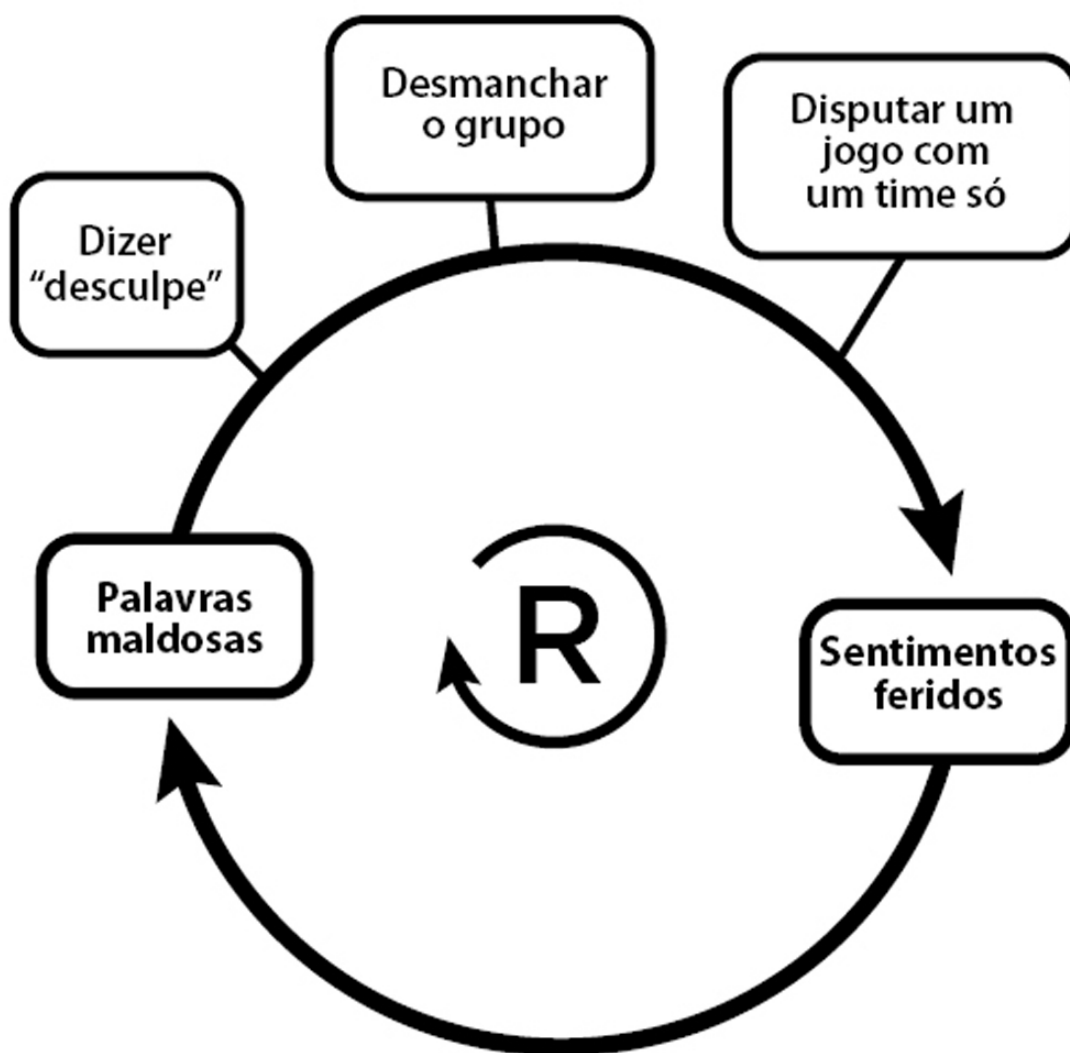 Desmanchar
o grupo
Disputar um
jogo com
um time só
Dizer
“desculpe”
Palavras
maldosas
R
Sentimentos
feridos